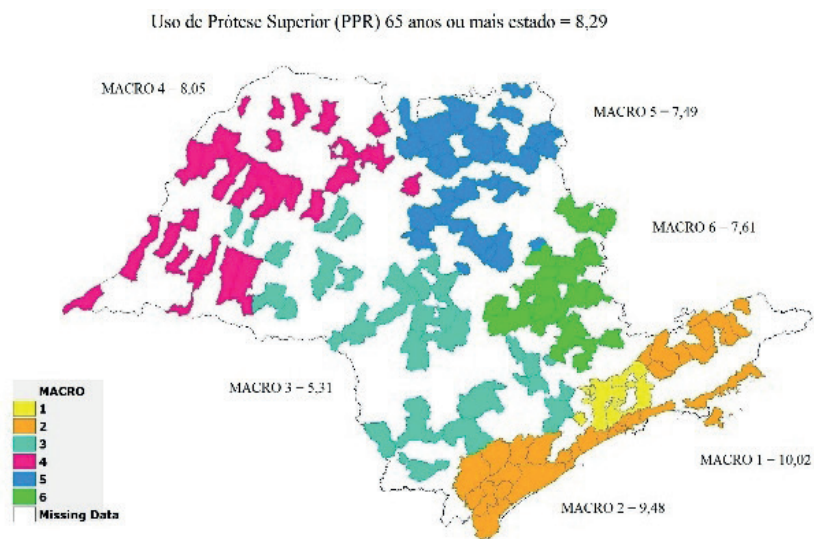 Uso de Prótese Superior (PPR) 65 anos ou mais estado = 8,29
MACRO 4 – 8,05
MACRO 5 – 7,49
MACRO 6 – 7,61
MACRO 3 – 5,31
MACRO 1 – 10,02
MACRO 2 – 9,48
MACRO
1
2
3
4
5
6
Missing Data